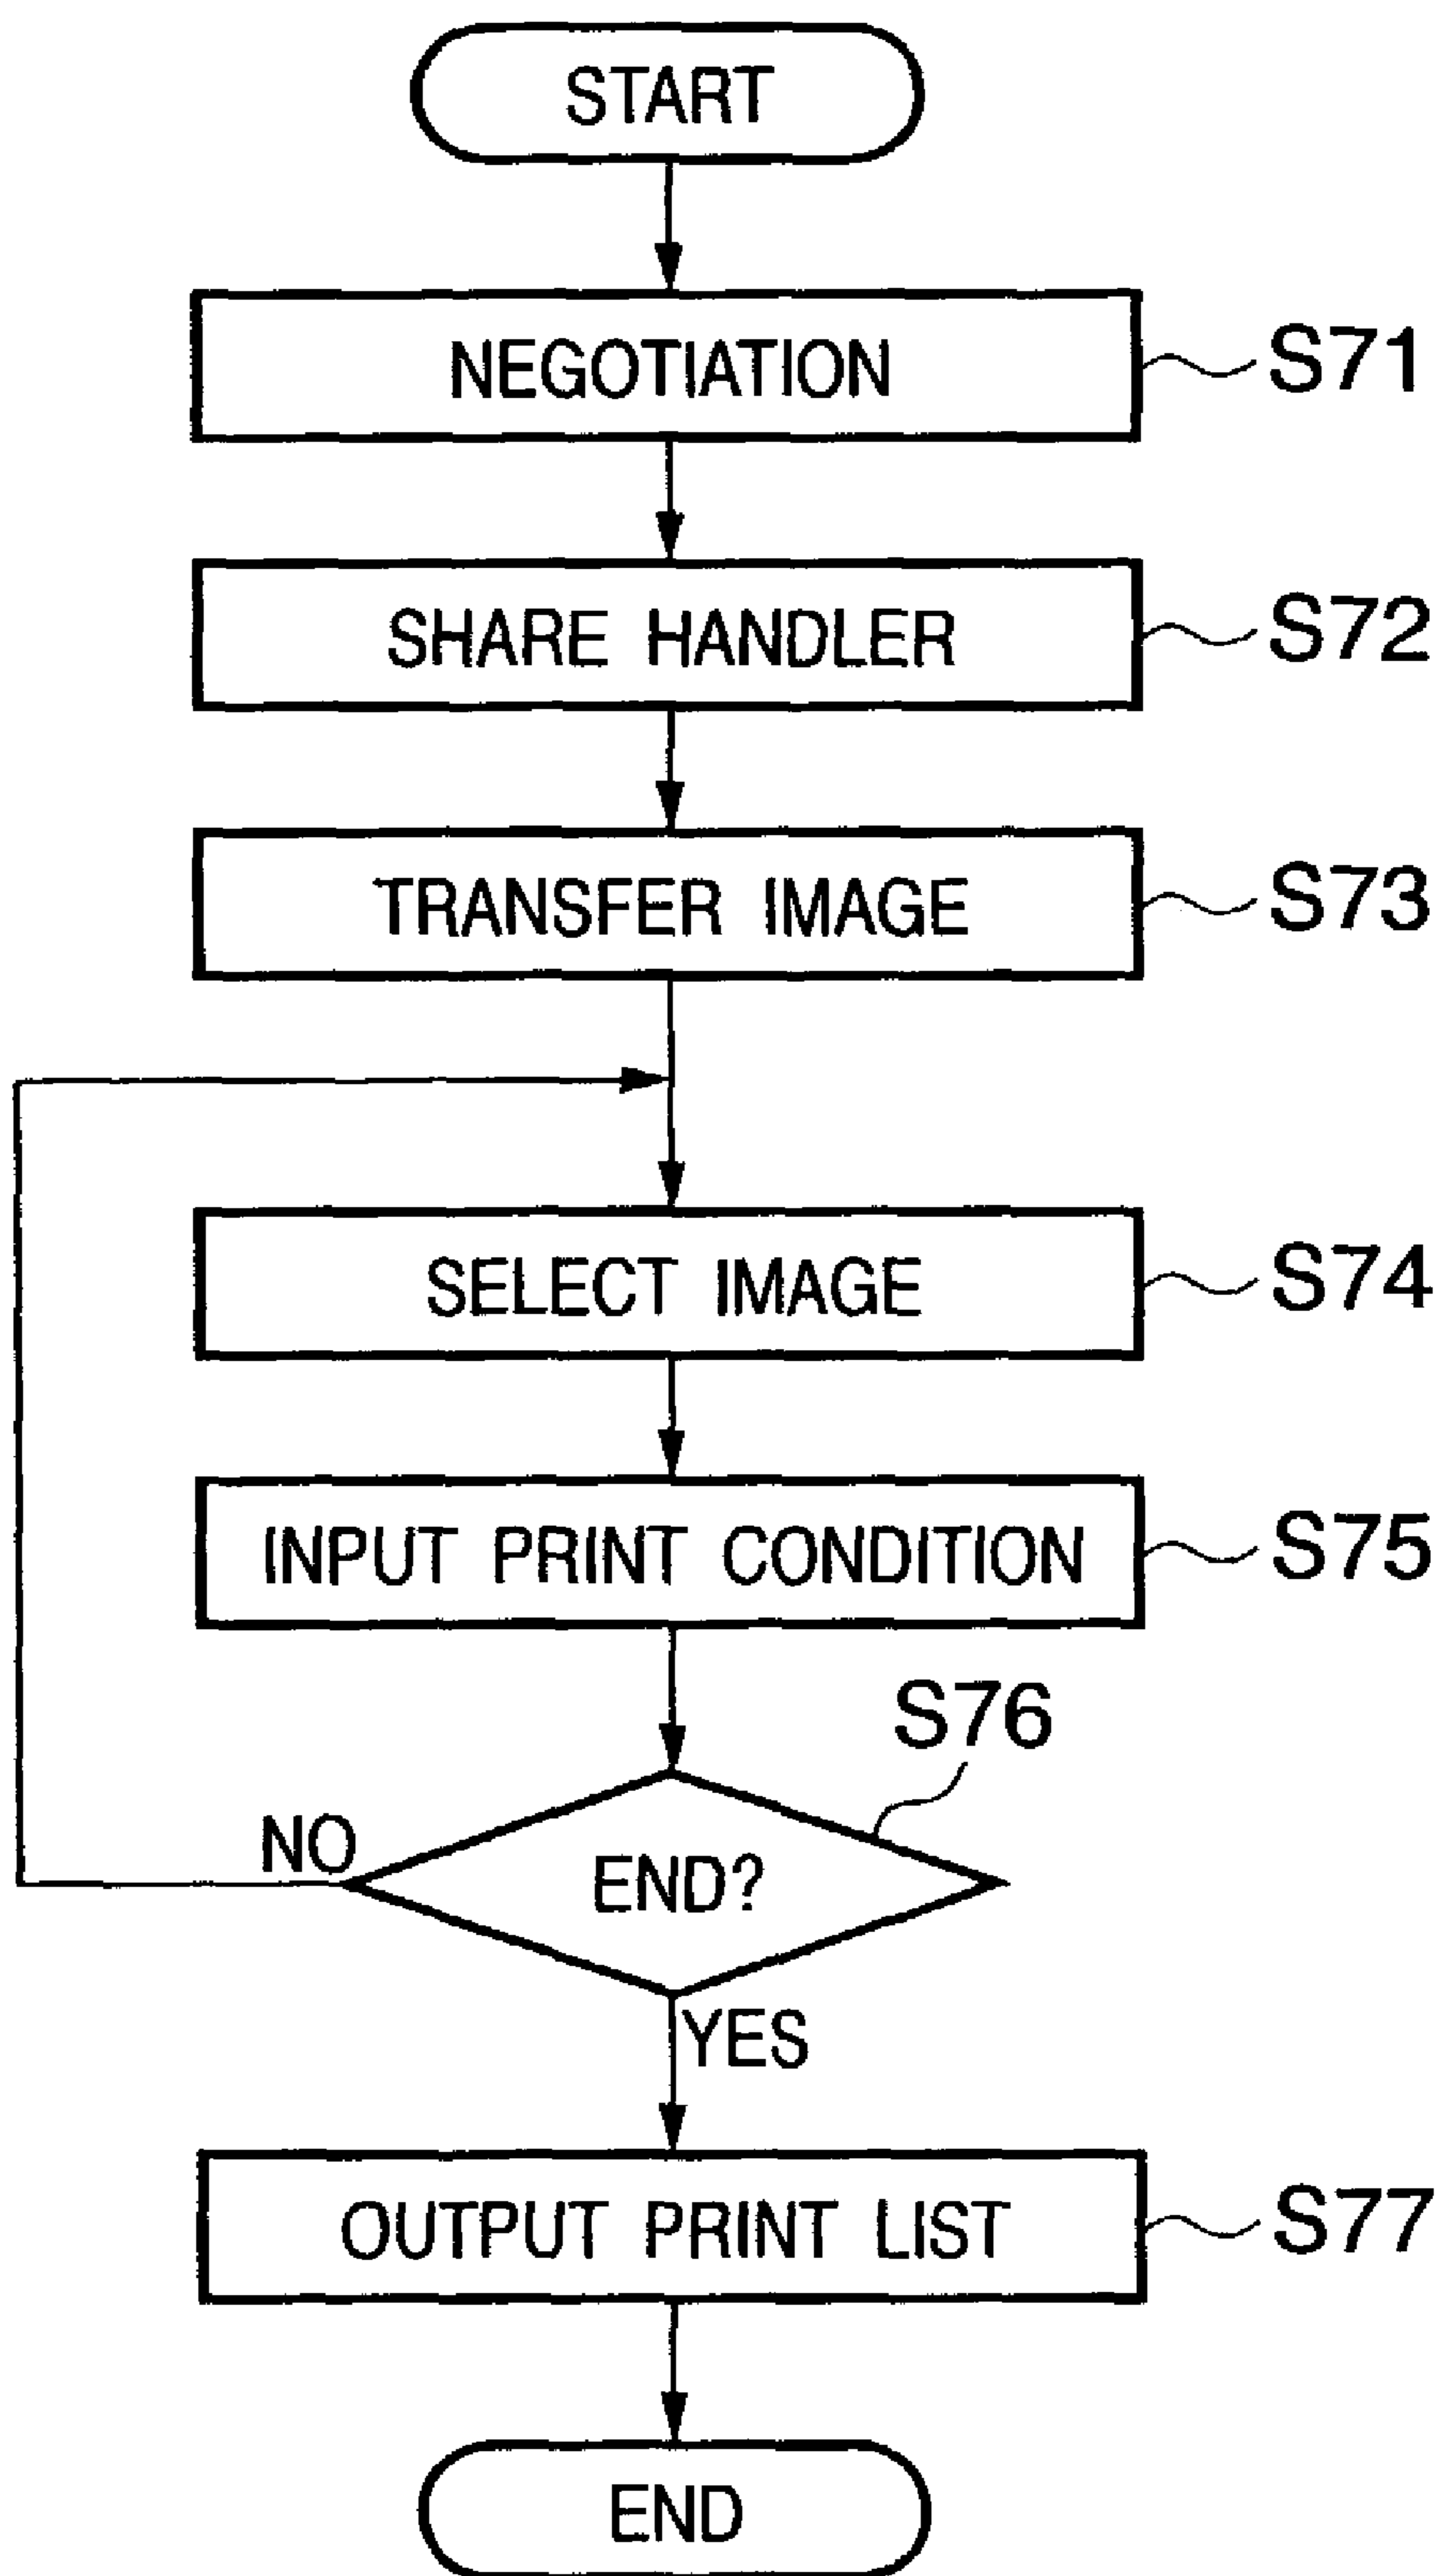 START
NEGOTIATION S71
SHARE HANDLER S72
TRANSFER IMAGE S73
SELECT IMAGE S74
INPUT PRINT CONDITION S75
S76
NO
END?
YES
OUTPUT PRINT LIST S77
END